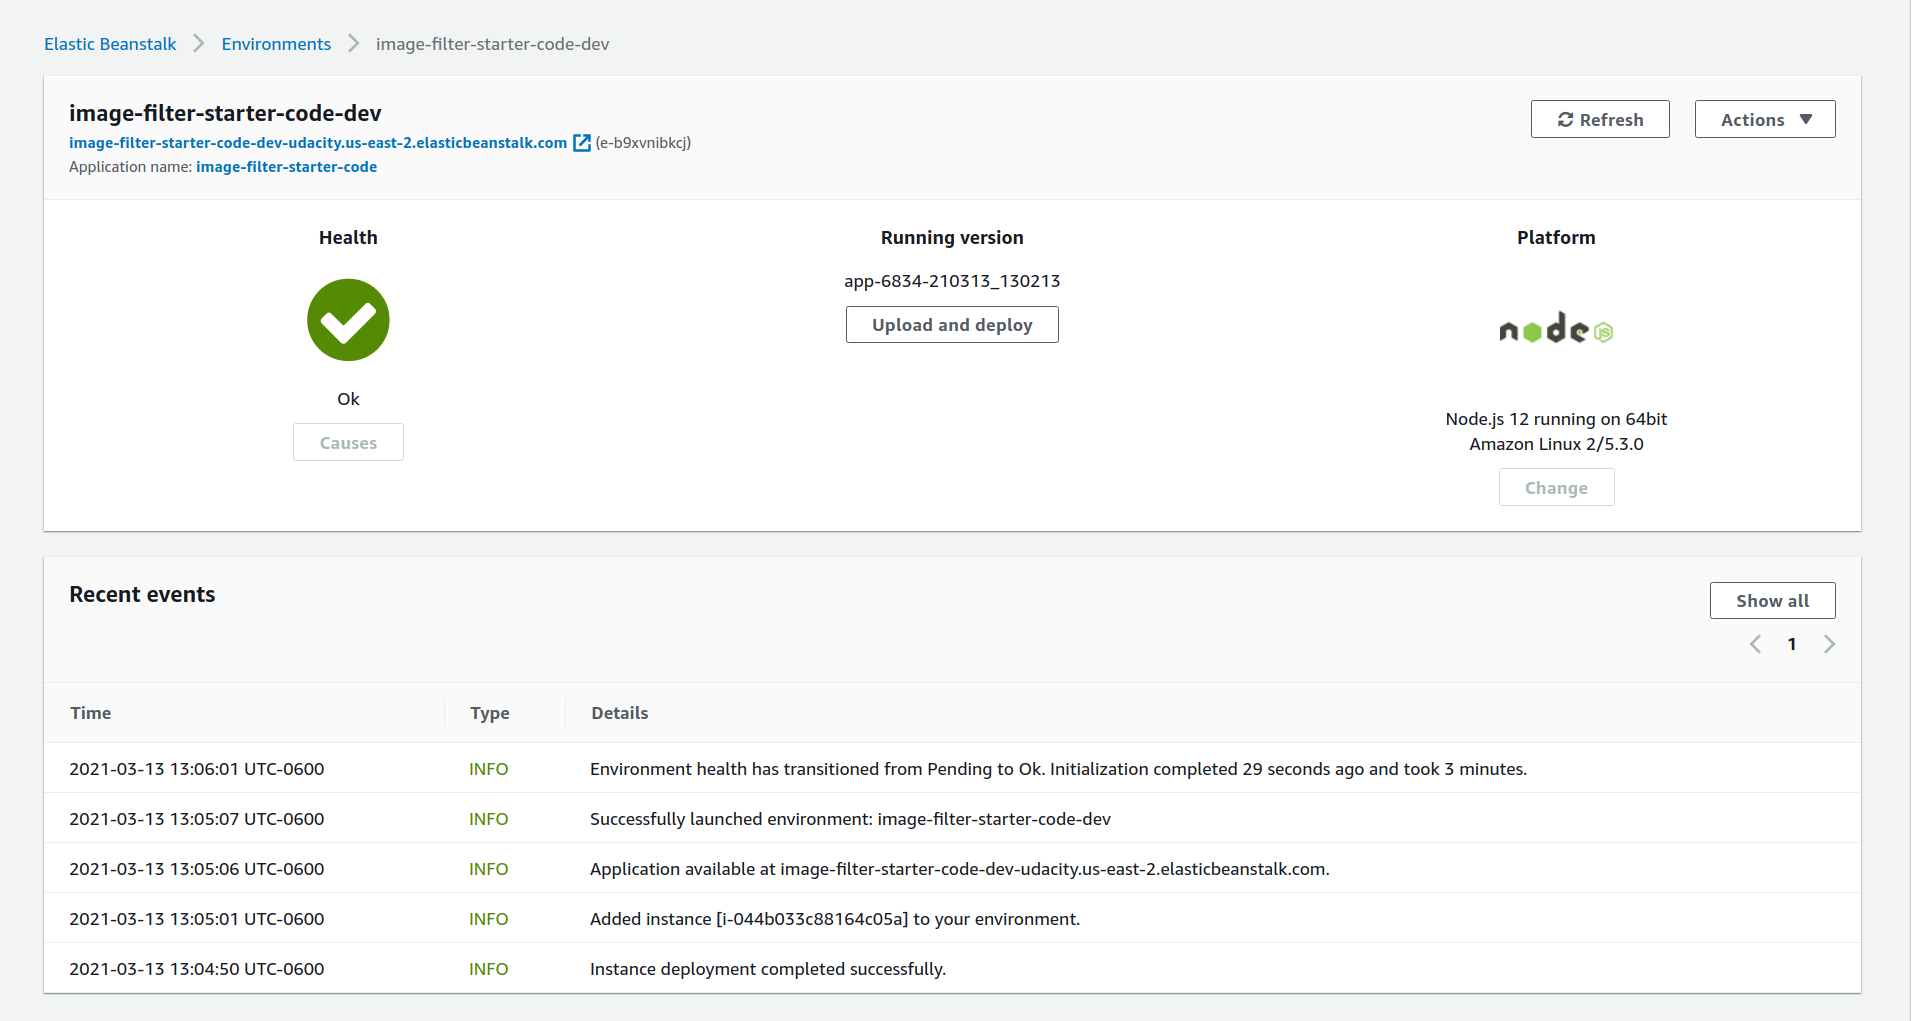 Elastic Beanstalk > Environments > image-filter-starter-code-dev
image-filter-starter-code-dev
image-filter-starter-code-dev-udacity.us-east-2.elasticbeanstalk.com (e-b9xvnibkcj)
Application name: image-filter-starter-code
Refresh
Actions
Health
Ok
Causes
Running version
app-6834-210313_130213
Upload and deploy
Platform
node JS
Node.js 12 running on 64bit
Amazon Linux 2/5.3.0
Change
Recent events
Show all
1
Time Type Details
2021-03-13 13:06:01 UTC-0600 INFO Environment health has transitioned from Pending to Ok. Initialization completed 29 seconds ago and took 3 minutes.
2021-03-13 13:05:07 UTC-0600 INFO Successfully launched environment: image-filter-starter-code-dev
2021-03-13 13:05:06 UTC-0600 INFO Application available at image-filter-starter-code-dev-udacity.us-east-2.elasticbeanstalk.com.
2021-03-13 13:05:01 UTC-0600 INFO Added instance [i-044b033c88164c05a] to your environment.
2021-03-13 13:04:50 UTC-0600 INFO Instance deployment completed successfully.